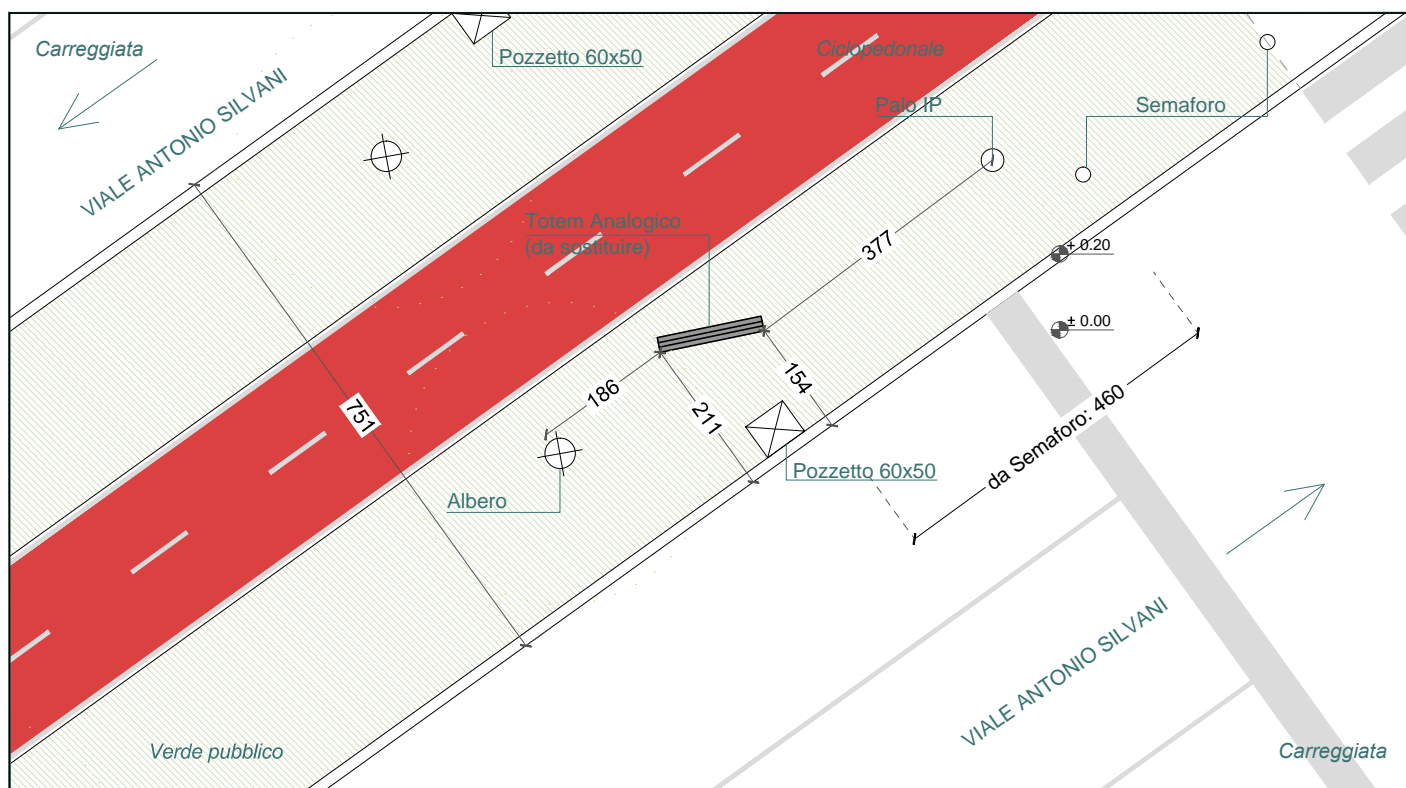 Carreggiata
VIALE ANTONIO SILVANI
Pozzetto 60x50
Ciclopedonale
Palo IP
Semaforo
Totem Analogico
(da sostituire)
377
+ 0.20
± 0.00
186
211
154
751
da Semaforo: 460
Pozzetto 60x50
Albero
VIALE ANTONIO SILVANI
Verde pubblico
Carreggiata